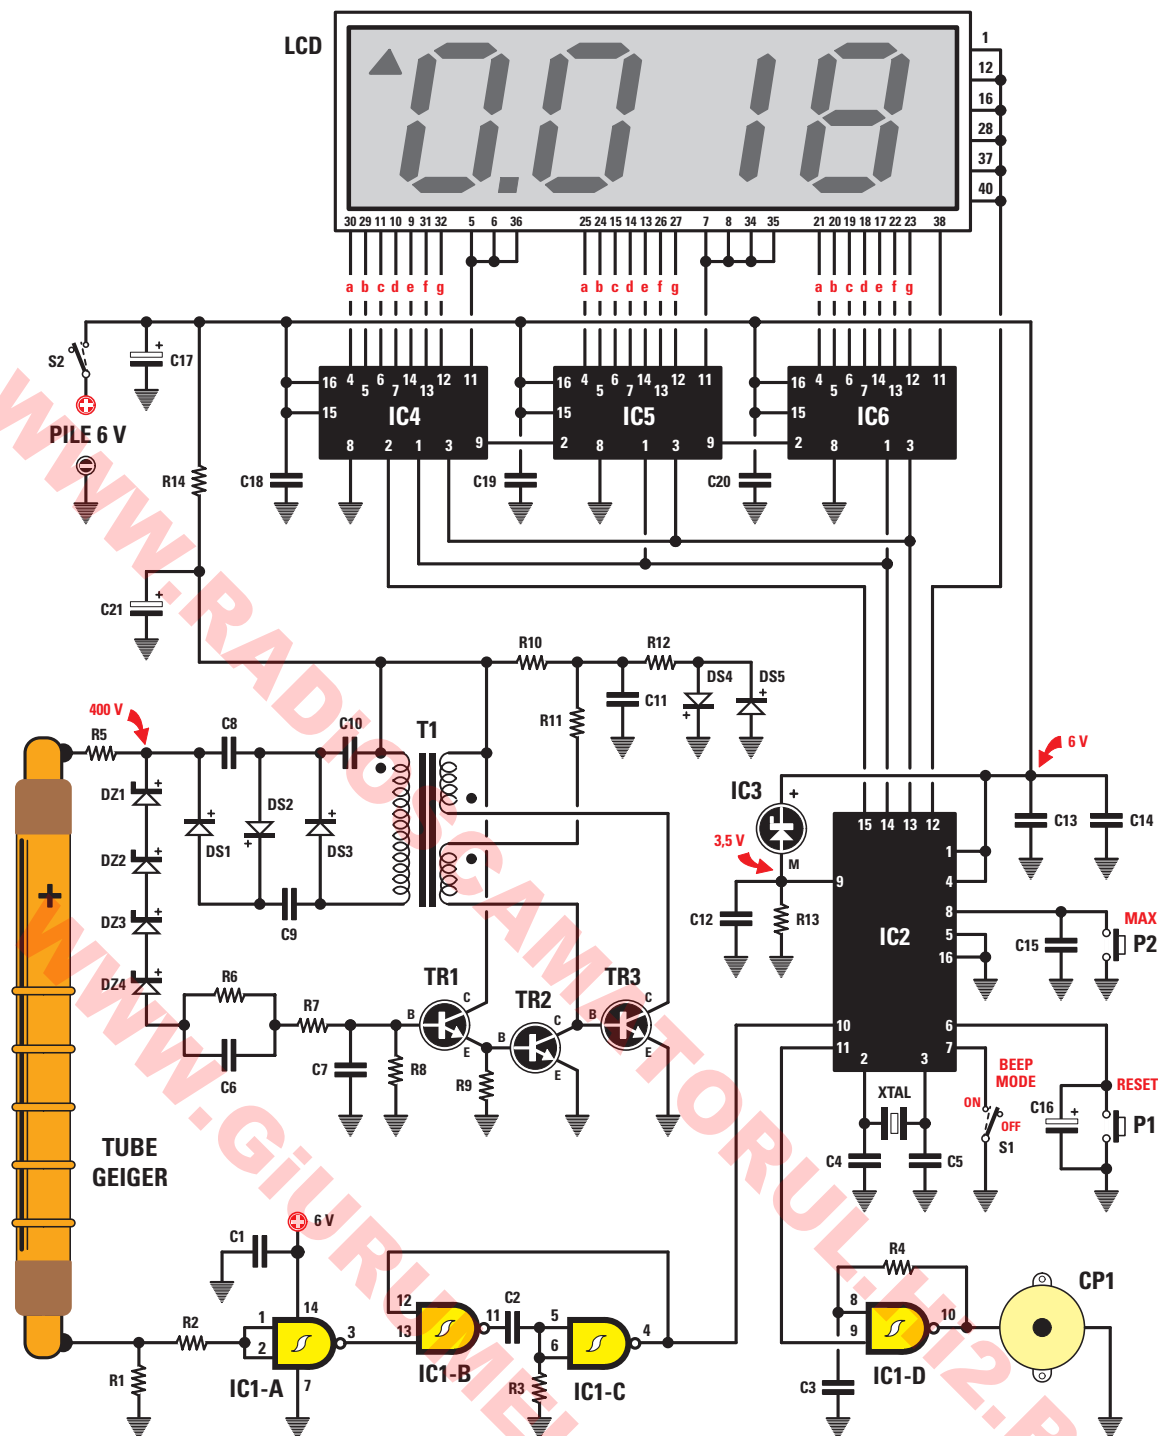 LCD
0.0 18
1
12
16
28
37
40
30 29 11 10 9 31 32 5 6 36 25 24 15 14 13 26 27 7 8 34 35 21 20 19 18 17 22 23 38
a b c d e f g a b c d e f g a b c d e f g
S2
C17
PILE 6 V
R14
16 4 5 6 7 14 13 12 11
15 IC4
8 2 1 3 9
C18
16 4 5 6 7 14 13 12 11
15 IC5
2 8 1 3 9
C19
16 4 5 6 7 14 13 12 11
15 IC6
2 8 1 3
C20
C21
R10 R12
DS4 DS5
C11
R11
400 V
R5 C8 C10 T1
DZ1
DS2
DS1 DS3
DZ2
DZ3
C9
DZ4
+
R6
C6
R7
C7
R8
TR1
B C E
R9
TR2
B C E
TR3
B C E
IC3
+
M
3,5 V
6 V
C12
R13
C13 C14
15 14 13 12
1
4
9
8
5
16
IC2
10
11
6
7
2 3
C15
MAX
P2
XTAL
C4 C5
BEEP
MODE
ON
OFF
S1
RESET
C16
P1
TUBE
GEIGER
6 V
C1
R2
R1
1
2
14
3
7
IC1-A
12
13
11
IC1-B
C2
R3
5
6
4
IC1-C
R4
8
9
10
IC1-D
C3
CP1
WWW.RADIOSCAMATORUL.Hi2.R
WWW.GiURUMEL